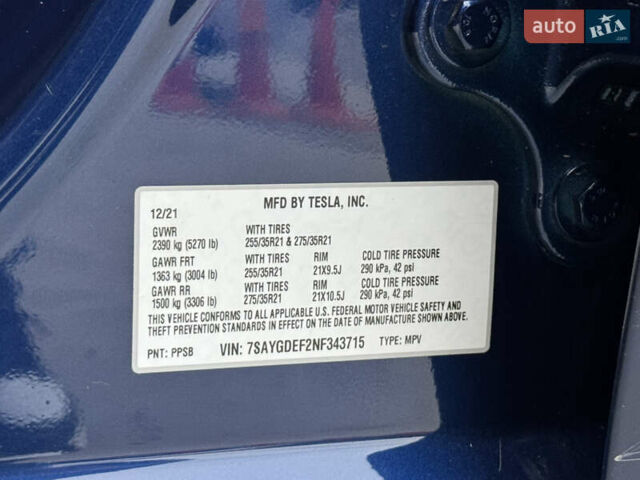 auto RIA.com
MFD BY TESLA, INC.
12/21
GVWR WITH TIRES
2390 kg (5270 lb) 255/35R21 & 275/35R21
GAWR FRT WITH TIRES RIM COLD TIRE PRESSURE
1363 kg (3004 lb) 255/35R21 21X9.5J 290 kPa, 42 psi
GAWR RR WITH TIRES RIM COLD TIRE PRESSURE
1500 kg (3306 lb) 275/35R21 21X10.5J 290 kPa, 42 psi
THIS VEHICLE CONFORMS TO ALL APPLICABLE U.S. FEDERAL MOTOR VEHICLE SAFETY AND
THEFT PREVENTION STANDARDS IN EFFECT ON THE DATE OF MANUFACTURE SHOWN ABOVE.
PNT: PPSB VIN: 7SAYGDEF2NF343715 TYPE: MPV